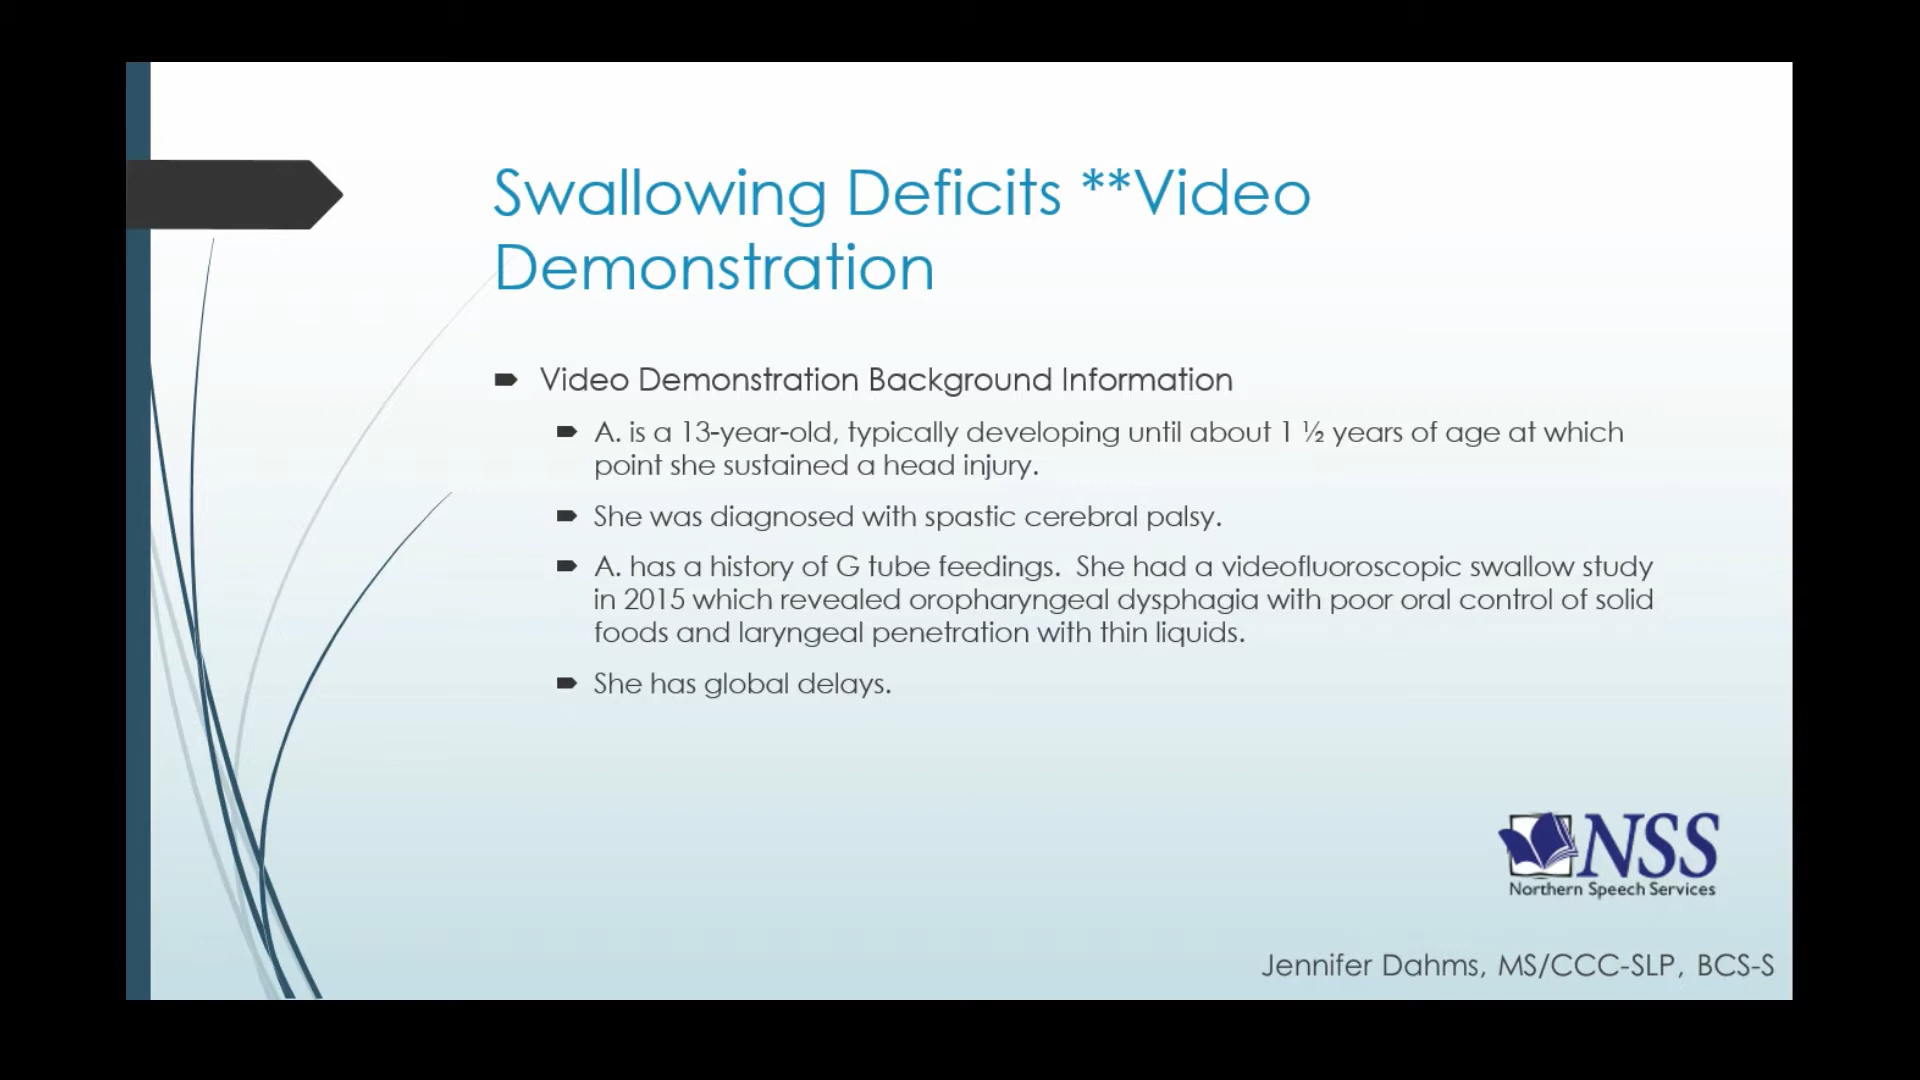 Swallowing Deficits **Video
Demonstration
Video Demonstration Background Information
A. is a 13-year-old, typically developing until about 1 ½ years of age at which
point she sustained a head injury.
She was diagnosed with spastic cerebral palsy.
A. has a history of G tube feedings.  She had a videofluoroscopic swallow study
in 2015 which revealed oropharyngeal dysphagia with poor oral control of solid
foods and laryngeal penetration with thin liquids.
She has global delays.
NSS
Northern Speech Services
Jennifer Dahms, MS/CCC-SLP, BCS-S